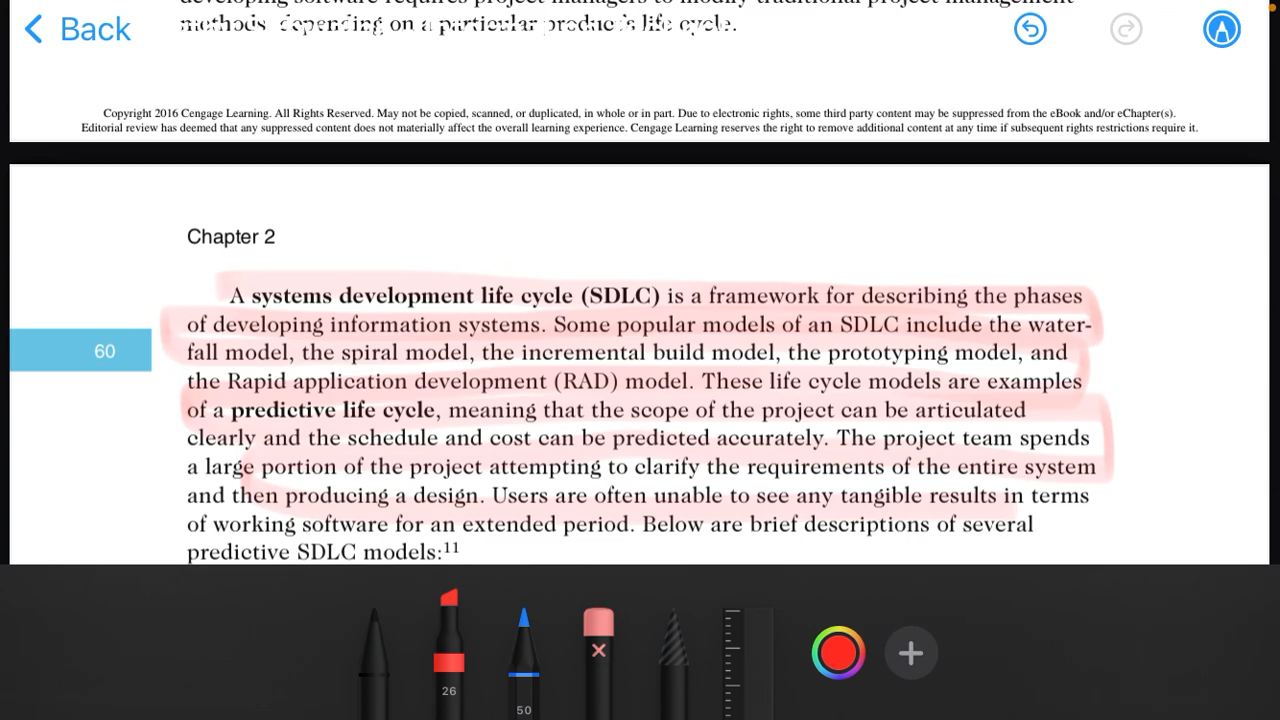 developing software requires project managers to modify traditional project management
Back
methods depending on a particular product's life cycle.
Copyright 2016 Cengage Learning. All Rights Reserved. May not be copied, scanned, or duplicated, in whole or in part. Due to electronic rights, some third party content may be suppressed from the eBook and/or eChapter(s).
Editorial review has deemed that any suppressed content does not materially affect the overall learning experience. Cengage Learning reserves the right to remove additional content at any time if subsequent rights restrictions require it.
Chapter 2
A systems development life cycle (SDLC) is a framework for describing the phases
of developing information systems. Some popular models of an SDLC include the water-
60
fall model, the spiral model, the incremental build model, the prototyping model, and
the Rapid application development (RAD) model. These life cycle models are examples
of a predictive life cycle, meaning that the scope of the project can be articulated
clearly and the schedule and cost can be predicted accurately. The project team spends
a large portion of the project attempting to clarify the requirements of the entire system
and then producing a design. Users are often unable to see any tangible results in terms
of working software for an extended period. Below are brief descriptions of several
predictive SDLC models:11
26
50